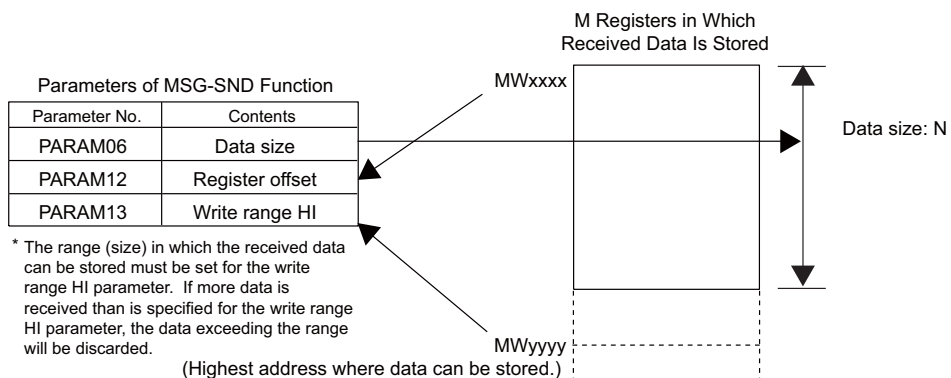 M Registers in Which
Received Data Is Stored
Parameters of MSG-SND Function
MWxxxx
Parameter No. Contents
PARAM06 Data size
PARAM12 Register offset
PARAM13 Write range HI
Data size: N
* The range (size) in which the received data
can be stored must be set for the write
range HI parameter. If more data is
received than is specified for the write range
HI parameter, the data exceeding the range
will be discarded.
MWyyyy
(Highest address where data can be stored.)